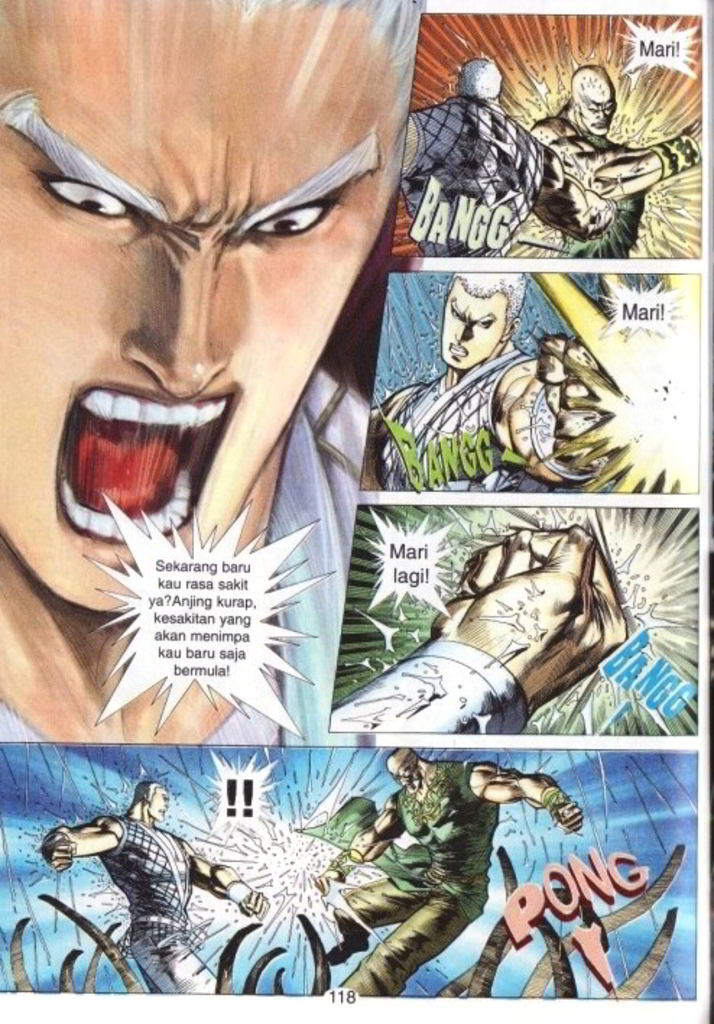 Mari!
BANGG
Mari!
BANGG
Mari
lagi!
BANGG
Sekarang baru
kau rasa sakit
ya?Anjing kurap,
kesakitan yang
akan menimpa
kau baru saja
bermula!
!!
PONG
!
118